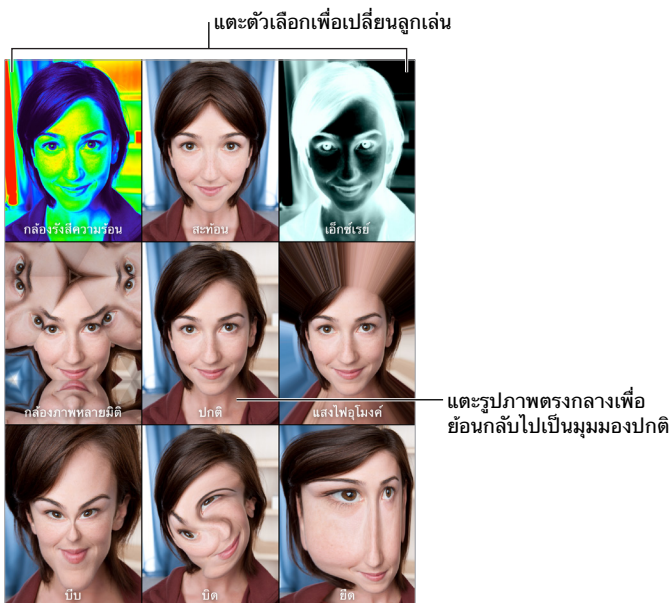 แตะตัวเลือกเพื่อเปลี่ยนลูกเล่น
กล้องรังสีความร้อน
สะท้อน
เอ็กซ์เรย์
กล้องภาพหลายมิติ
ปกติ
แสงไฟอุโมงค์
แตะรูปภาพตรงกลางเพื่อ
ย้อนกลับไปเป็นมุมมองปกติ
บีบ
บิด
ยืด